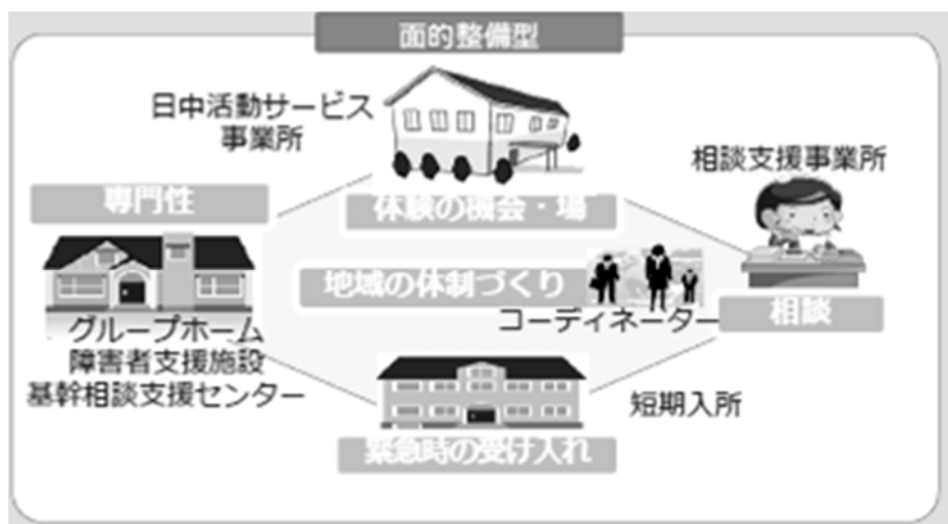 面的整備型
日中活動サービス
事業所
体験の機会・場
相談支援事業所
相談
専門性
グループホーム
障害者支援施設
基幹相談支援センター
地域の体制づくり
コーディネーター
短期入所
緊急時の受け入れ